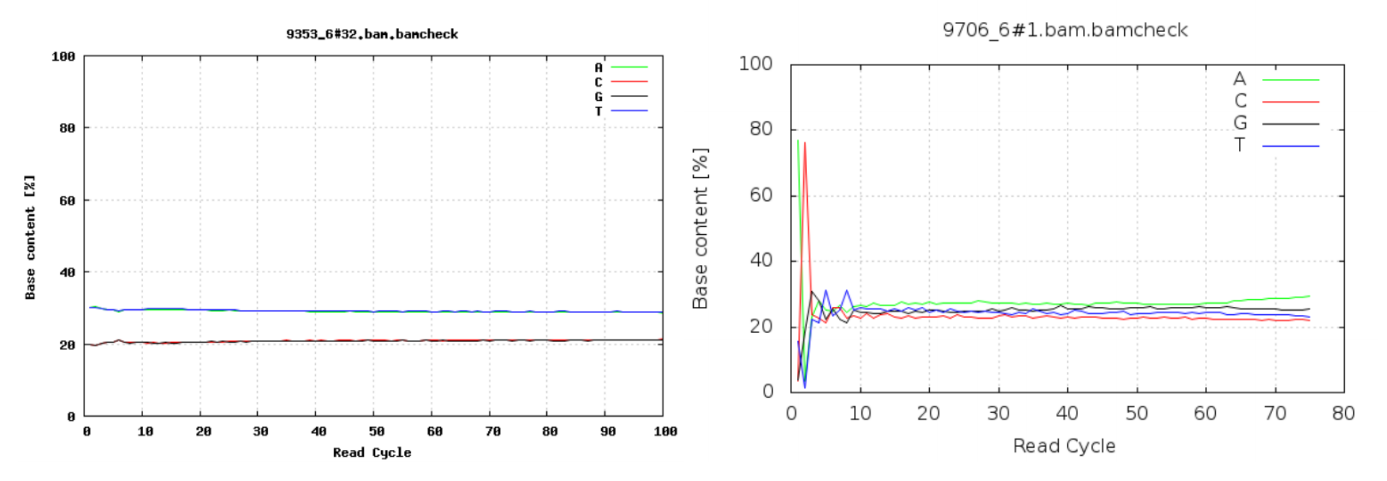 9353_6#32.bam.bamcheck
100
80
60
40
20
0
A
C
G
T
Base content [%]
0 10 20 30 40 50 60 70 80 90 100
Read Cycle
9706_6#1.bam.bamcheck
100
80
60
40
20
0
A
C
G
T
Base content [%]
0 10 20 30 40 50 60 70 80
Read Cycle